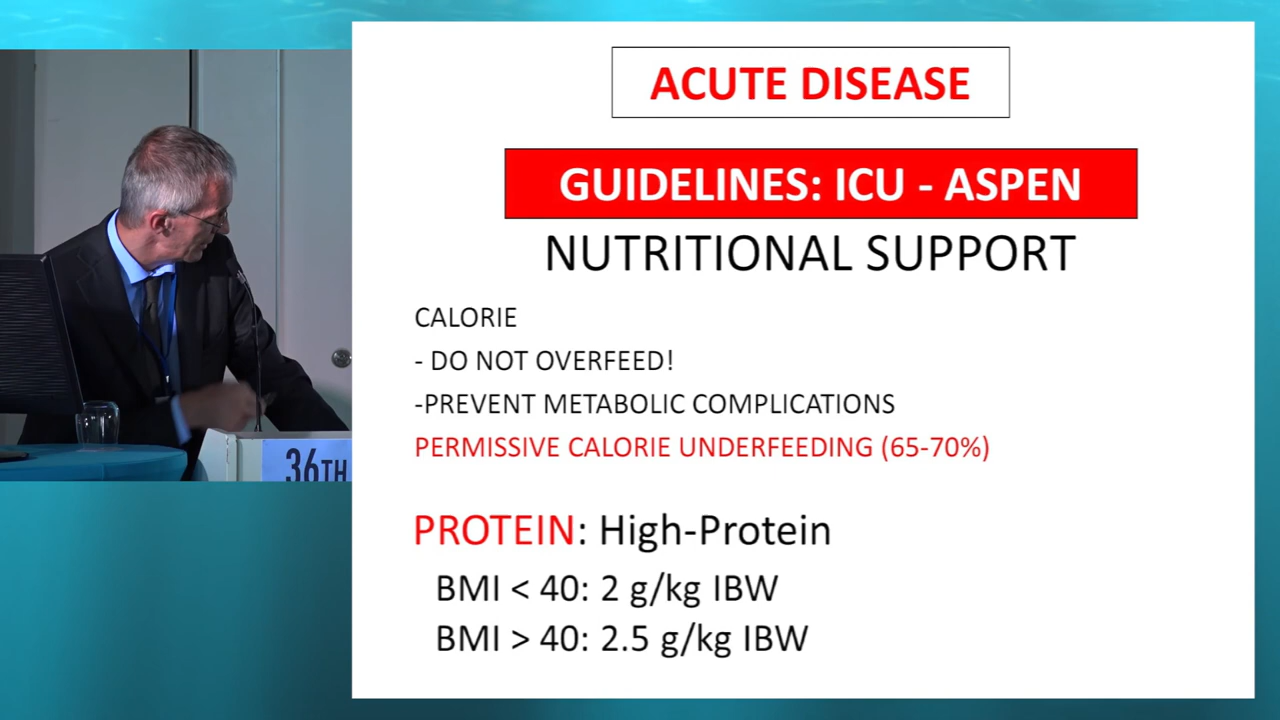 ACUTE DISEASE
GUIDELINES: ICU - ASPEN
NUTRITIONAL SUPPORT
CALORIE
- DO NOT OVERFEED!
-PREVENT METABOLIC COMPLICATIONS
PERMISSIVE CALORIE UNDERFEEDING (65-70%)
PROTEIN: High-Protein
BMI < 40: 2 g/kg IBW
BMI > 40: 2.5 g/kg IBW
36TH